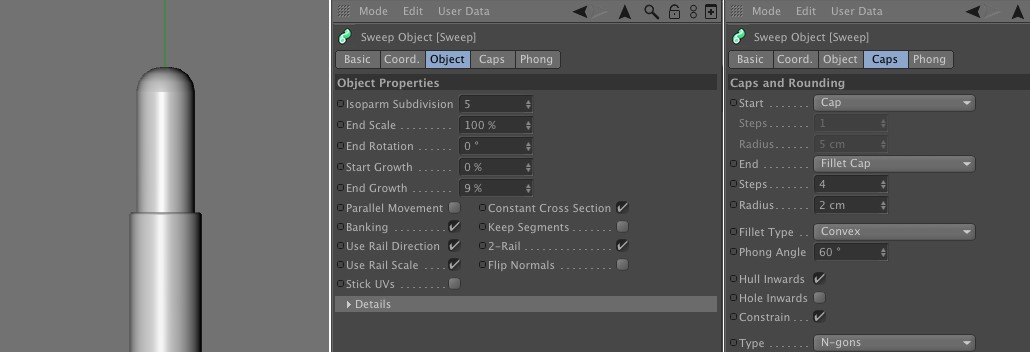 Mode Edit User Data
Sweep Object [Sweep]
Basic Coord. Object Caps Phong
Object Properties
Isoparm Subdivision 5
End Scale . . . . . . . . . 100 %
End Rotation . . . . . . 0 °
Start Growth . . . . . . 0 %
End Growth . . . . . . . 9 %
Parallel Movement Constant Cross Section
Banking . . . . . . . . . . Keep Segments . . . . . . .
Use Rail Direction 2-Rail . . . . . . . . . . . . . . .
Use Rail Scale . . . . Flip Normals . . . . . . . . . .
Stick UVs . . . . . . . .
Details
Mode Edit User Data
Sweep Object [Sweep]
Basic Coord. Object Caps Phong
Caps and Rounding
Start . . . . . . . Cap
Steps . . . . . . . 1
Radius. . . . . . 5 cm
End . . . . . . . . Fillet Cap
Steps . . . . . . . 4
Radius. . . . . . 2 cm
Fillet Type . . Convex
Phong Angle 60 °
Hull Inwards
Hole Inwards
Constrain . . .
Type . . . . . . . N-gons